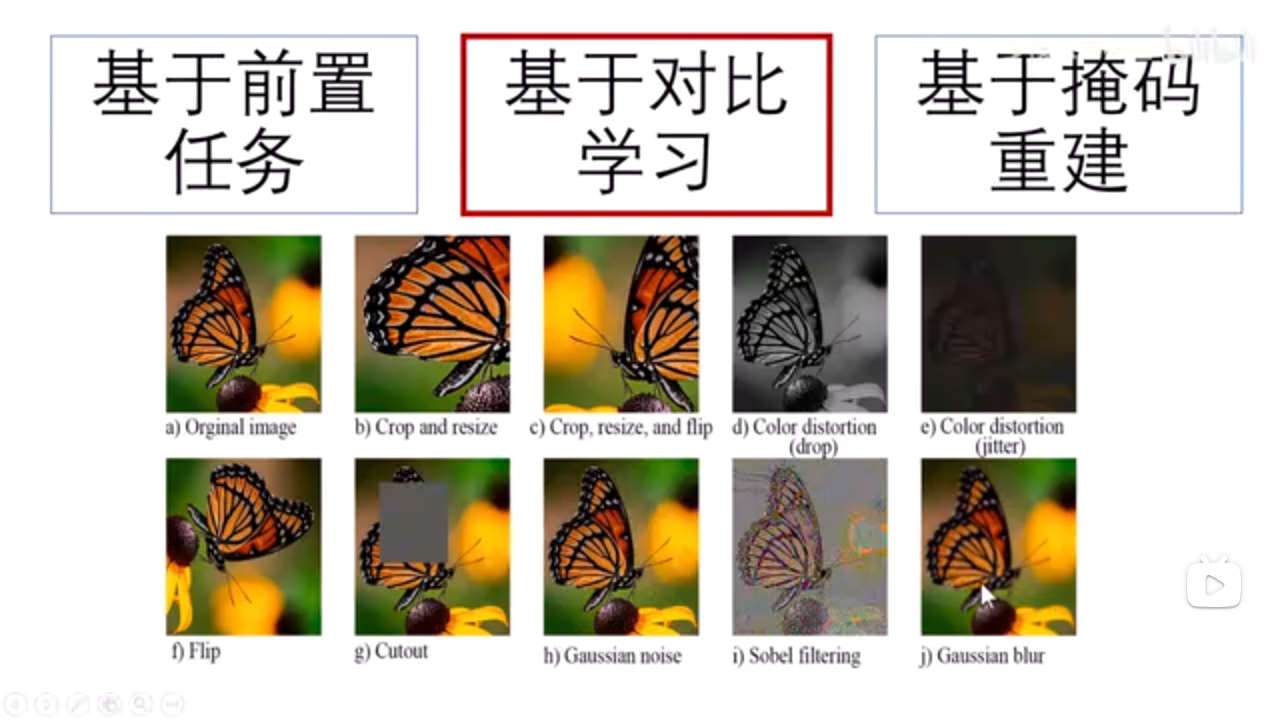 基于前置
任务
基于对比
学习
基于掩码
重建
bilibili
a) Orginal image
b) Crop and resize
c) Crop, resize, and flip
d) Color distortion
(drop)
e) Color distortion
(jitter)
f) Flip
g) Cutout
h) Gaussian noise
i) Sobel filtering
j) Gaussian blur